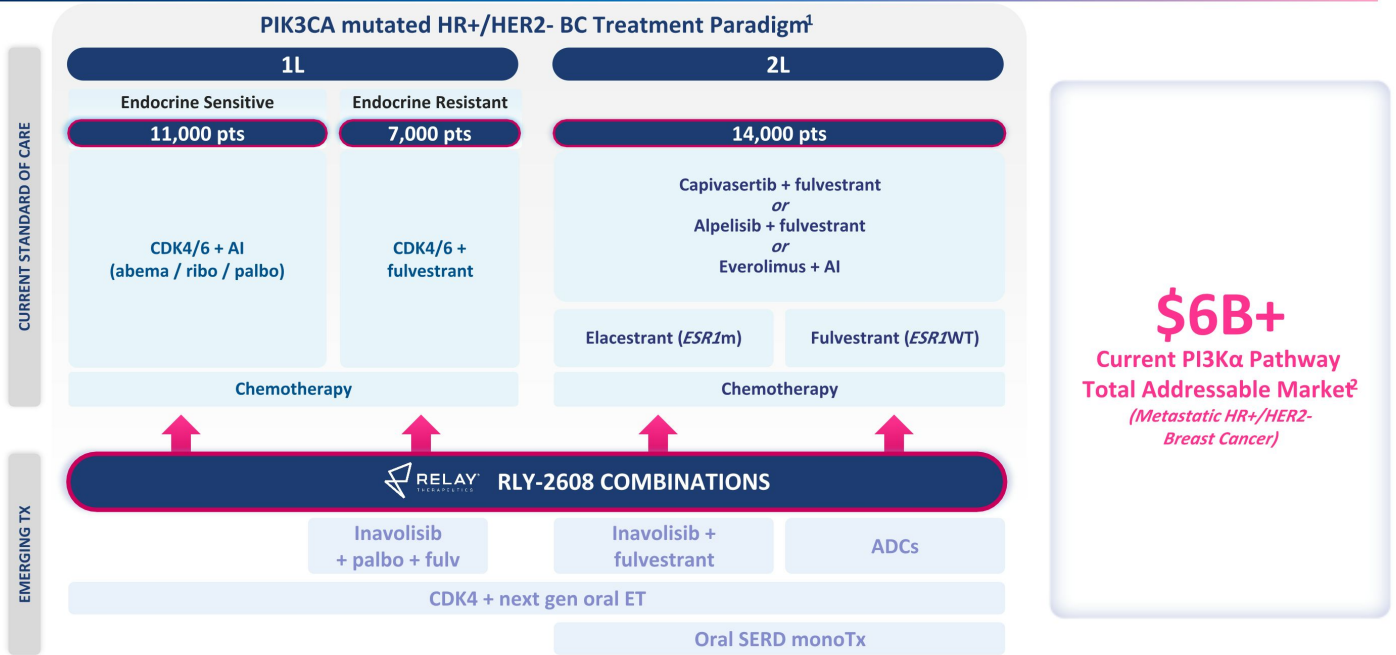 PIK3CA mutated HR+/HER2- BC Treatment Paradigm1
CURRENT STANDARD OF CARE
1L
2L
Endocrine Sensitive
Endocrine Resistant
11,000 pts
7,000 pts
14,000 pts
CDK4/6 + AI
(abema / ribo / palbo)
CDK4/6 +
fulvestrant
Capivasertib + fulvestrant
or
Alpelisib + fulvestrant
or
Everolimus + AI
Elacestrant (ESR1m)
Fulvestrant (ESR1WT)
Chemotherapy
Chemotherapy
EMERGING TX
RELAY
THERAPEUTICS
RLY-2608 COMBINATIONS
Inavolisib
+ palbo + fulv
Inavolisib +
fulvestrant
ADCs
CDK4 + next gen oral ET
Oral SERD monoTx
$6B+
Current PI3Kα Pathway
Total Addressable Market2
(Metastatic HR+/HER2-
Breast Cancer)